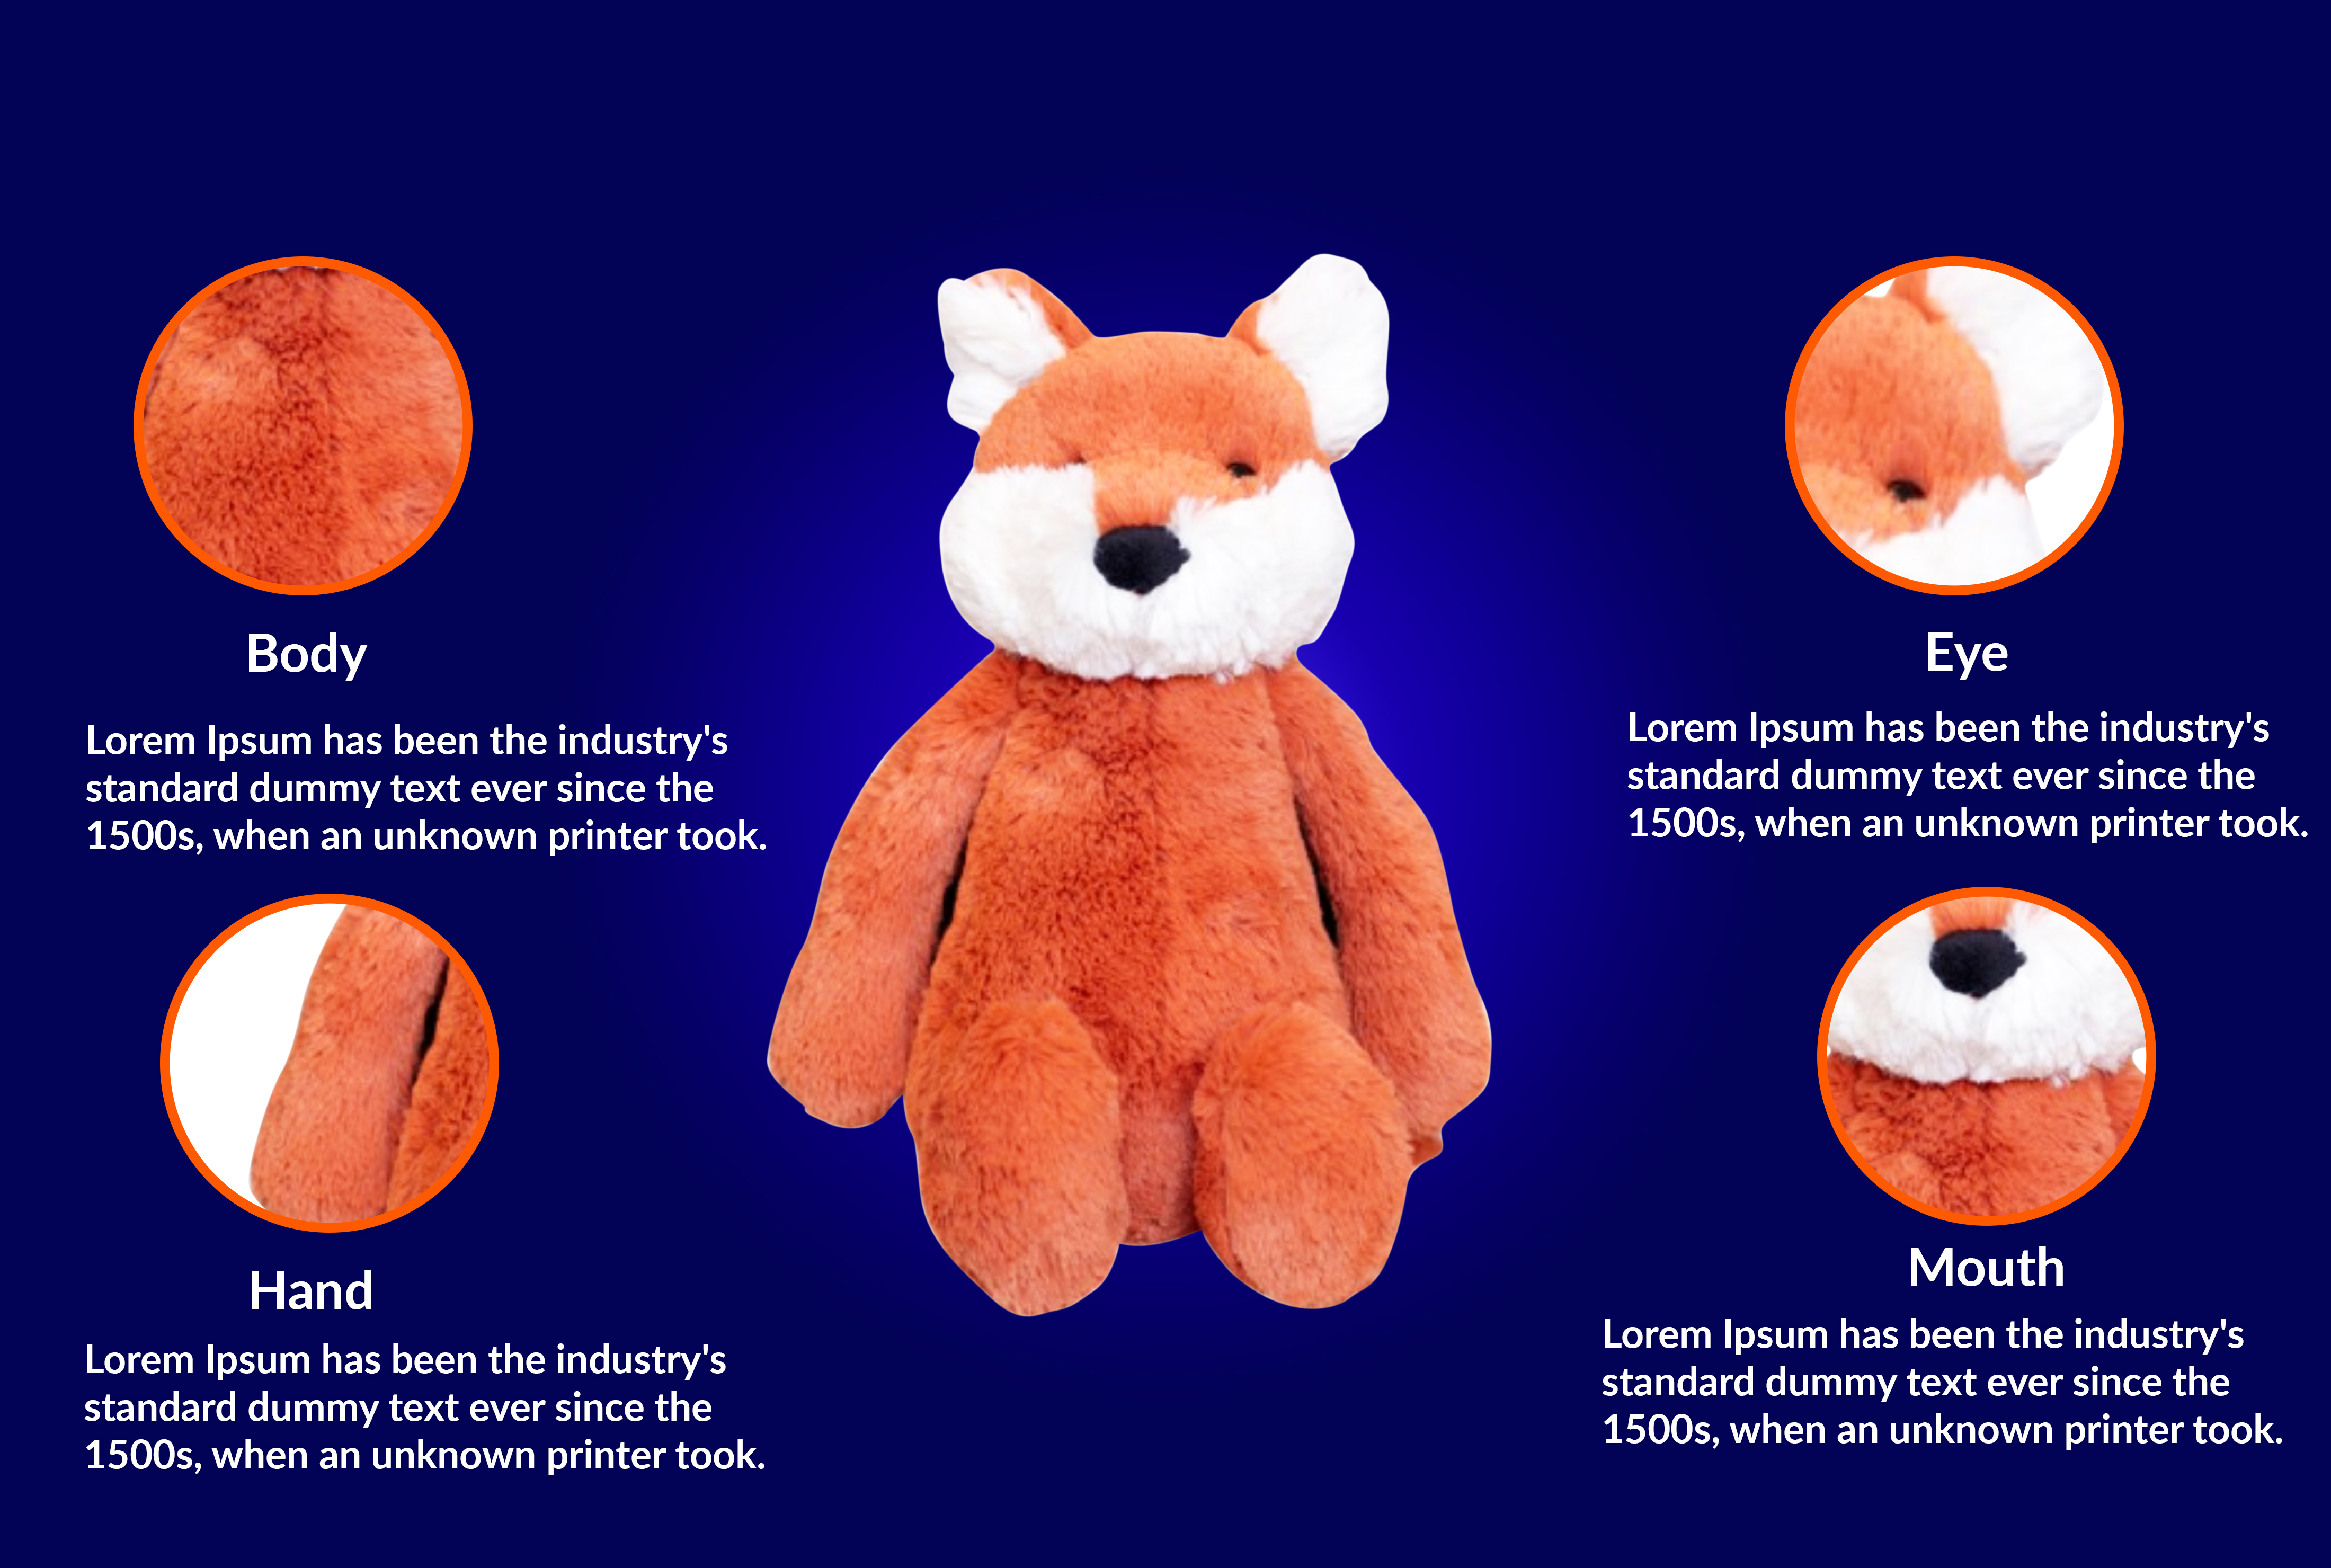 Body
Lorem Ipsum has been the industry's
standard dummy text ever since the
1500s, when an unknown printer took.
Hand
Lorem Ipsum has been the industry's
standard dummy text ever since the
1500s, when an unknown printer took.
Eye
Lorem Ipsum has been the industry's
standard dummy text ever since the
1500s, when an unknown printer took.
Mouth
Lorem Ipsum has been the industry's
standard dummy text ever since the
1500s, when an unknown printer took.